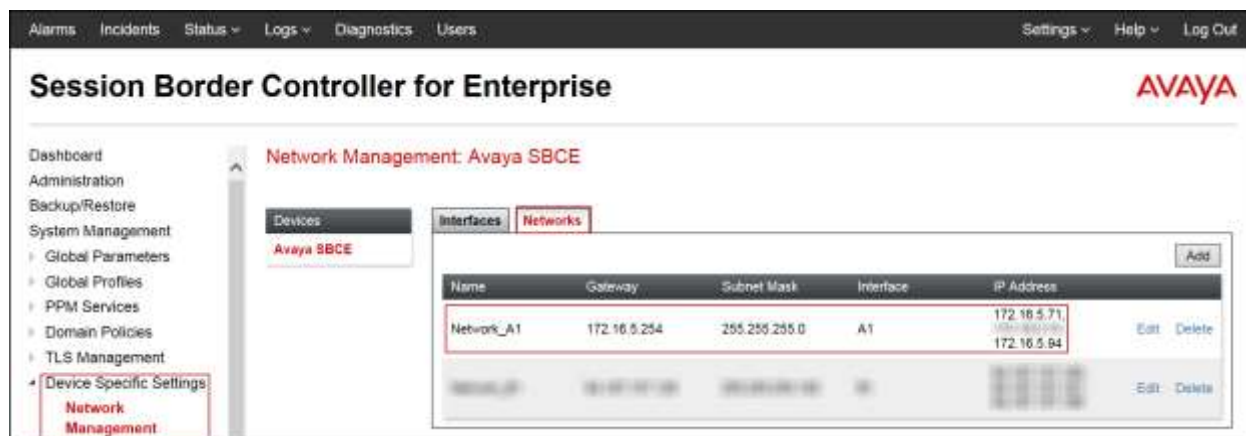 Alarms Incidents Status Logs Diagnostics Users Settings Help Log Out
Session Border Controller for Enterprise
AVAYA
Dashboard
Administration
Backup/Restore
System Management
Global Parameters
Global Profiles
PPM Services
Domain Policies
TLS Management
Device Specific Settings
Network
Management
Network Management: Avaya SBCE
Devices
Avaya SBCE
Interfaces Networks
Add
Name Gateway Subnet Mask Interface IP Address
Network_A1 172.16.5.254 255.255.255.0 A1 172.16.5.71,
172.16.5.94
Edit Delete
Edit Delete